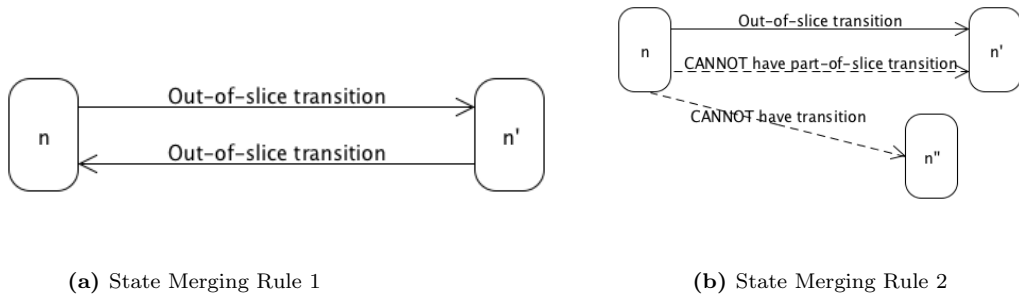 Out-of-slice transition
n
n'
Out-of-slice transition
(a) State Merging Rule 1
Out-of-slice transition
n
n'
CANNOT have part-of-slice transition
CANNOT have transition
n"
(b) State Merging Rule 2